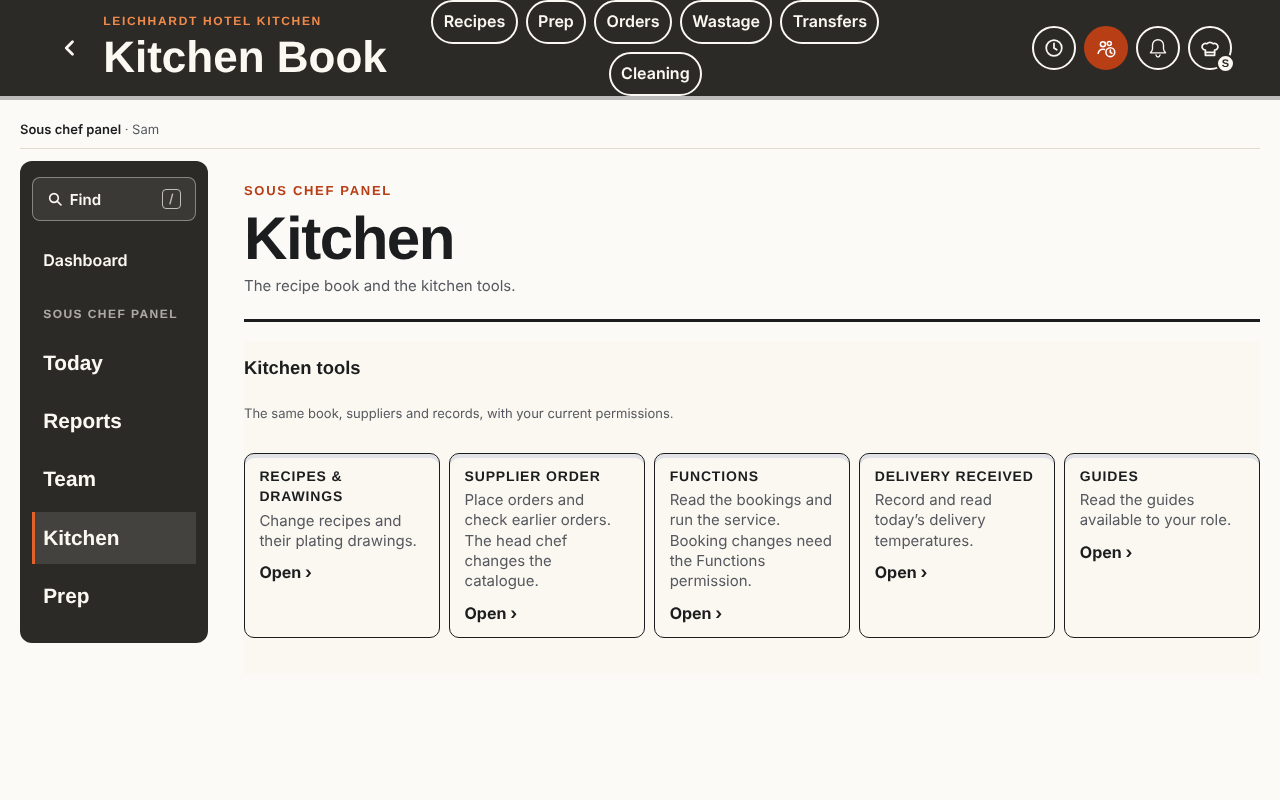 LEICHHARDT HOTEL KITCHEN
Kitchen Book
Recipes
Prep
Orders
Wastage
Transfers
Cleaning
S
Sous chef panel · Sam
Find /
Dashboard
SOUS CHEF PANEL
Today
Reports
Team
Kitchen
Prep
SOUS CHEF PANEL
Kitchen
The recipe book and the kitchen tools.
Kitchen tools
The same book, suppliers and records, with your current permissions.
RECIPES &
DRAWINGS
Change recipes and
their plating drawings.
Open ›
SUPPLIER ORDER
Place orders and
check earlier orders.
The head chef
changes the
catalogue.
Open ›
FUNCTIONS
Read the bookings and
run the service.
Booking changes need
the Functions
permission.
Open ›
DELIVERY RECEIVED
Record and read
today’s delivery
temperatures.
Open ›
GUIDES
Read the guides
available to your role.
Open ›